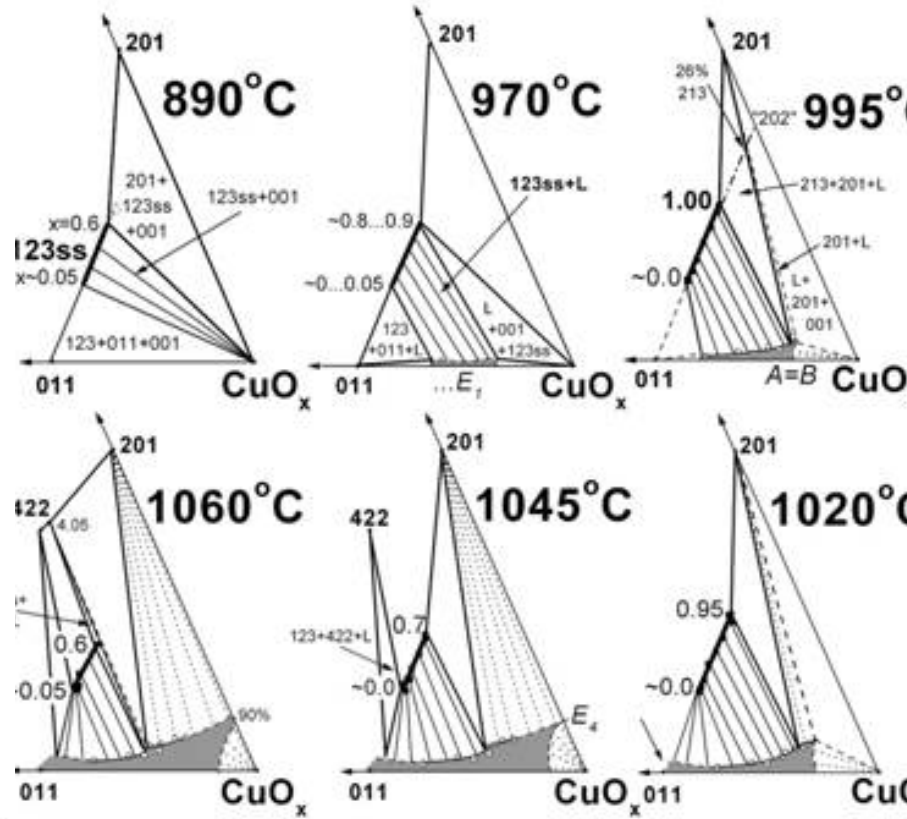 201
890°C
201+
123ss
+001
123ss+001
x=0.6
123ss
x~0.05
123+011+001
011
CuOx
201
970°C
123ss+L
~0.8...0.9
~0...0.05
123
+011+L
L
+001
+123ss
011
...E1
CuOx
201
26%
213
"202"
995°C
213+201+L
1.00
201+L
~0.0
L+
201+
001
011
A=B
CuO
201
1060°C
422
4.05
0.6
-0.05
90%
011
CuOx
201
1045°C
422
0.7
123+422+L
~0.0
E4
011
CuOx
201
1020°C
0.95
~0.0
011
CuO